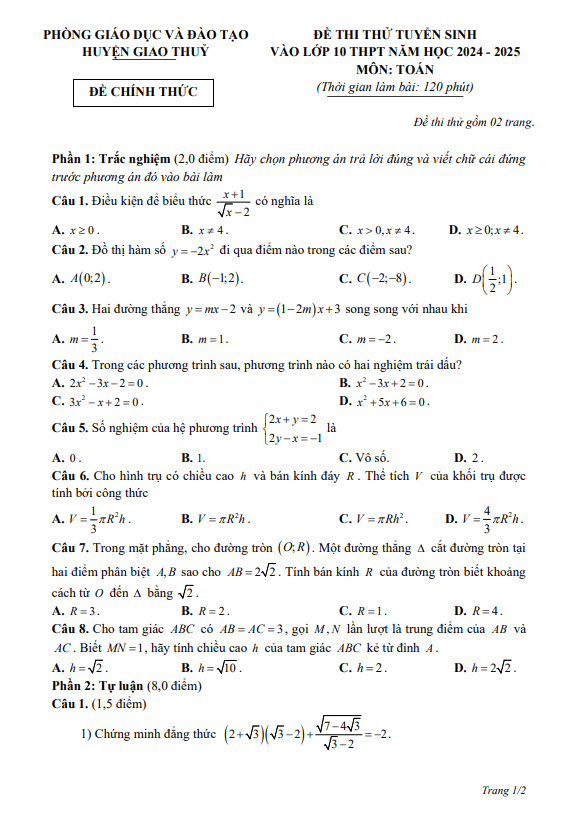 PHÒNG GIÁO DỤC VÀ ĐÀO TẠO
HUYỆN GIAO THUỶ
ĐỀ CHÍNH THỨC
ĐỀ THI THỬ TUYỂN SINH
VÀO LỚP 10 THPT NĂM HỌC 2024 - 2025
MÔN: TOÁN
(Thời gian làm bài: 120 phút)
Đề thi thử gồm 02 trang.
Phần 1: Trắc nghiệm (2,0 điểm) Hãy chọn phương án trả lời đúng và viết chữ cái đứng
trước phương án đó vào bài làm
Câu 1. Điều kiện để biểu thức $\frac{x+1}{\sqrt{x}-2}$ có nghĩa là
A. $x \geq 0$. B. $x \neq 4$. C. $x > 0, x \neq 4$. D. $x \geq 0; x \neq 4$.
Câu 2. Đồ thị hàm số $y = -2x^2$ đi qua điểm nào trong các điểm sau?
A. $A(0;2)$. B. $B(-1;2)$. C. $C(-2;-8)$. D. $D\left(\frac{1}{2};1\right)$.
Câu 3. Hai đường thẳng $y = mx - 2$ và $y = (1-2m)x + 3$ song song với nhau khi
A. $m = \frac{1}{3}$. B. $m = 1$. C. $m = -2$. D. $m = 2$.
Câu 4. Trong các phương trình sau, phương trình nào có hai nghiệm trái dấu?
A. $2x^2 - 3x - 2 = 0$. B. $x^2 - 3x + 2 = 0$.
C. $3x^2 - x + 2 = 0$. D. $x^2 + 5x + 6 = 0$.
Câu 5. Số nghiệm của hệ phương trình $\begin{cases} 2x + y = 2 \\ 2y - x = -1 \end{cases}$ là
A. 0. B. 1. C. Vô số. D. 2.
Câu 6. Cho hình trụ có chiều cao $h$ và bán kính đáy $R$. Thể tích $V$ của khối trụ được
tính bởi công thức
A. $V = \frac{1}{3}\pi R^2 h$. B. $V = \pi R^2 h$. C. $V = \pi R h^2$. D. $V = \frac{4}{3}\pi R^2 h$.
Câu 7. Trong mặt phẳng, cho đường tròn $(O;R)$. Một đường thẳng $\Delta$ cắt đường tròn tại
hai điểm phân biệt $A, B$ sao cho $AB = 2\sqrt{2}$. Tính bán kính $R$ của đường tròn biết khoảng
cách từ $O$ đến $\Delta$ bằng $\sqrt{2}$.
A. $R = 3$. B. $R = 2$. C. $R = 1$. D. $R = 4$.
Câu 8. Cho tam giác $ABC$ có $AB = AC = 3$, gọi $M, N$ lần lượt là trung điểm của $AB$ và
$AC$. Biết $MN = 1$, hãy tính chiều cao $h$ của tam giác $ABC$ kẻ từ đỉnh $A$.
A. $h = \sqrt{2}$. B. $h = \sqrt{10}$. C. $h = 2$. D. $h = 2\sqrt{2}$.
Phần 2: Tự luận (8,0 điểm)
Câu 1. (1,5 điểm)
1) Chứng minh đẳng thức $(2+\sqrt{3})(\sqrt{3}-2) + \frac{\sqrt{7-4\sqrt{3}}}{\sqrt{3}-2} = -2$.
Trang 1/2